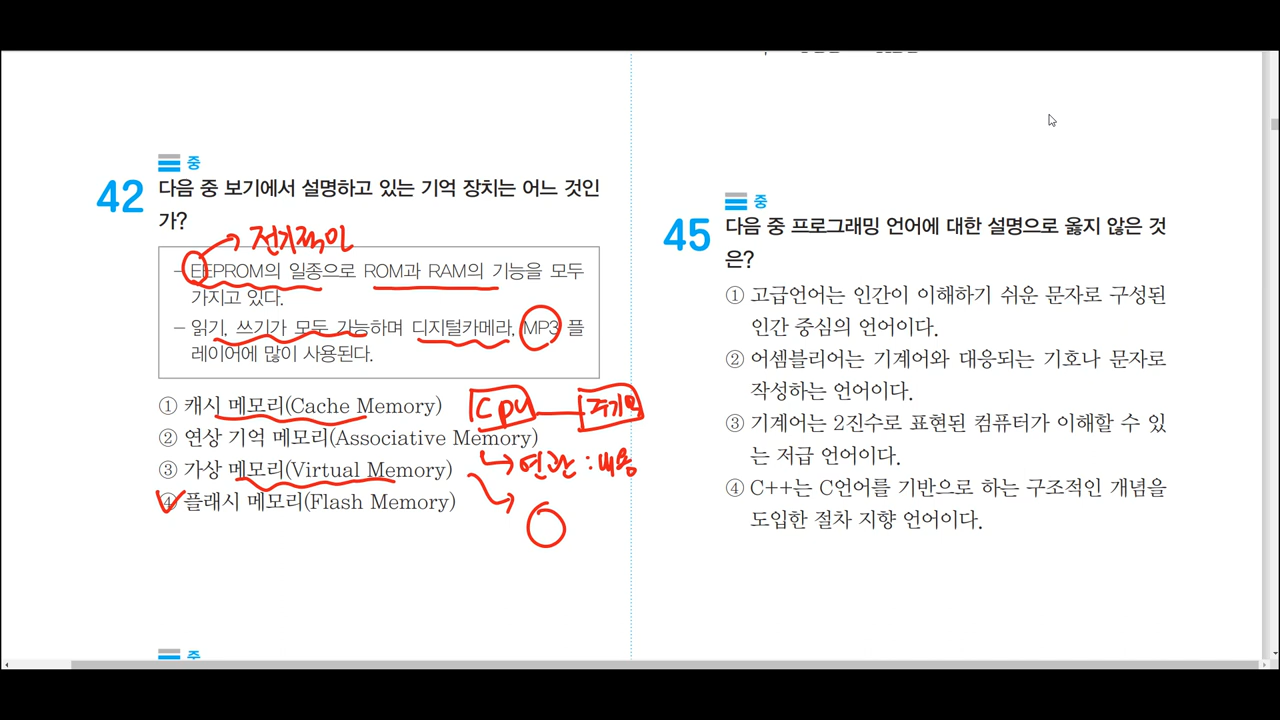 중
42 다음 중 보기에서 설명하고 있는 기억 장치는 어느 것인
가?
전기적인
- EEPROM의 일종으로 ROM과 RAM의 기능을 모두
가지고 있다.
- 읽기, 쓰기가 모두 가능하며 디지털카메라, MP3 플
레이어에 많이 사용된다.
① 캐시 메모리(Cache Memory)
Cpu 주기억
② 연상 기억 메모리(Associative Memory)
연관 : 내용
③ 가상 메모리(Virtual Memory)
④ 플래시 메모리(Flash Memory)
중
중
45 다음 중 프로그래밍 언어에 대한 설명으로 옳지 않은 것
은?
① 고급언어는 인간이 이해하기 쉬운 문자로 구성된
인간 중심의 언어이다.
② 어셈블리어는 기계어와 대응되는 기호나 문자로
작성하는 언어이다.
③ 기계어는 2진수로 표현된 컴퓨터가 이해할 수 있
는 저급 언어이다.
④ C++는 C언어를 기반으로 하는 구조적인 개념을
도입한 절차 지향 언어이다.